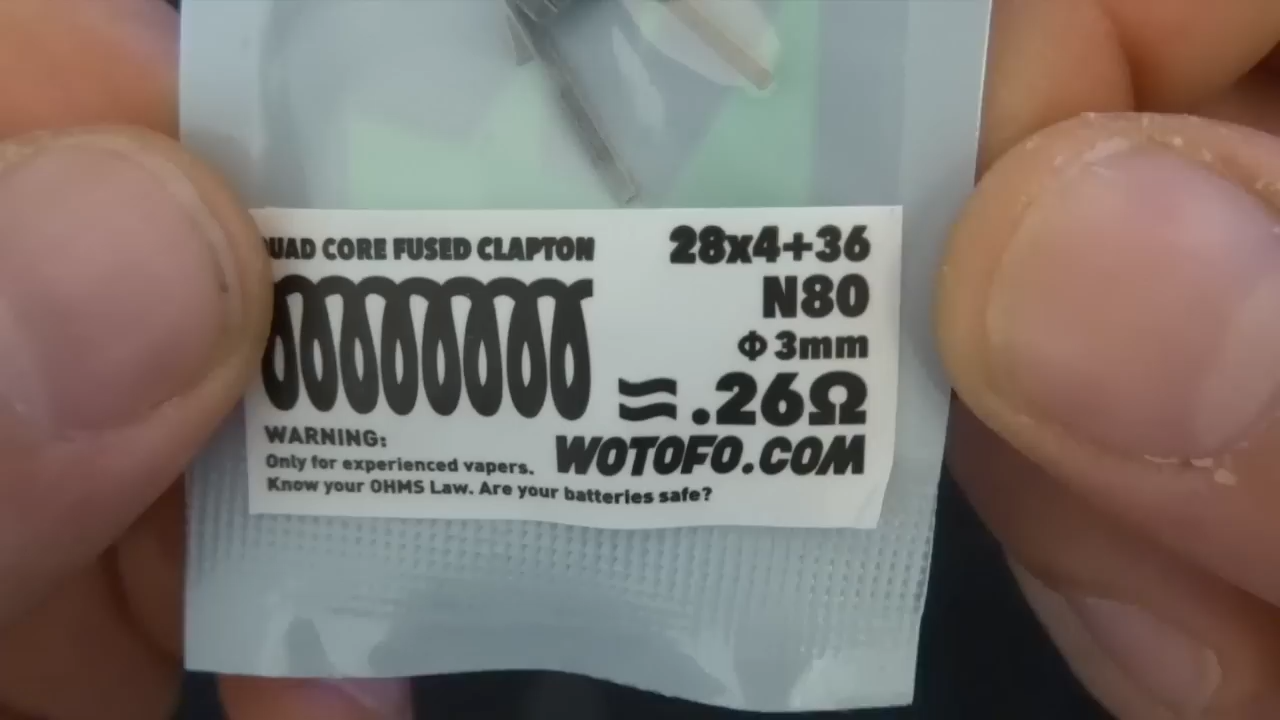 UAD CORE FUSED CLAPTON
28x4+36
N80
Φ 3mm
≈.26Ω
WOTOFO.COM
WARNING:
Only for experienced vapers.
Know your OHMS Law. Are your batteries safe?